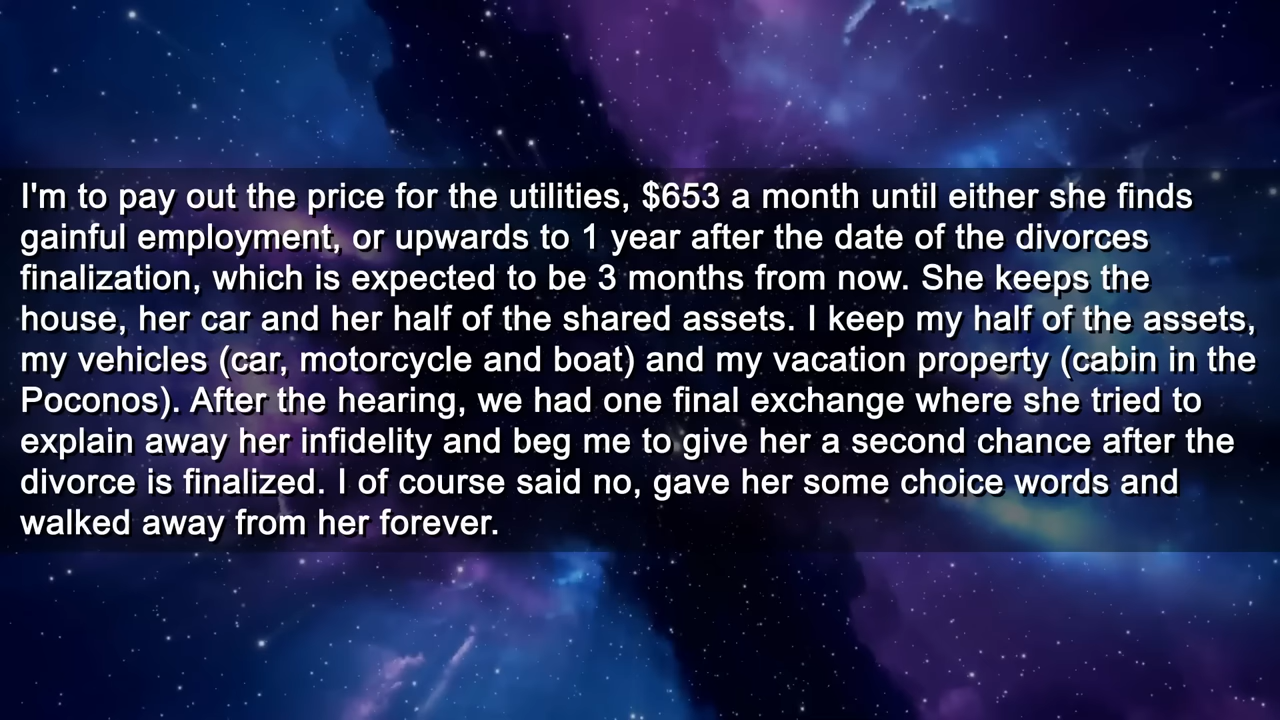 I'm to pay out the price for the utilities, $653 a month until either she finds
gainful employment, or upwards to 1 year after the date of the divorces
finalization, which is expected to be 3 months from now. She keeps the
house, her car and her half of the shared assets. I keep my half of the assets,
my vehicles (car, motorcycle and boat) and my vacation property (cabin in the
Poconos). After the hearing, we had one final exchange where she tried to
explain away her infidelity and beg me to give her a second chance after the
divorce is finalized. I of course said no, gave her some choice words and
walked away from her forever.